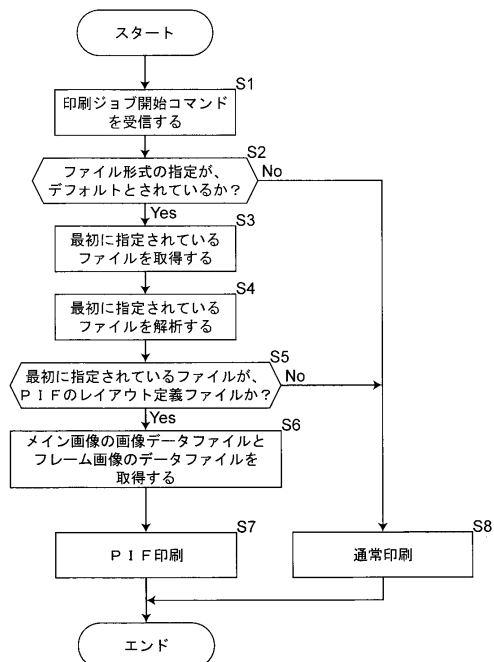 スタート
S1
印刷ジョブ開始コマンド
を受信する
S2
ファイル形式の指定が、
デフォルトとされているか？
No
Yes
S3
最初に指定されている
ファイルを取得する
S4
最初に指定されている
ファイルを解析する
S5
最初に指定されているファイルが、
ＰＩＦのレイアウト定義ファイルか？
No
Yes
S6
メイン画像の画像データファイルと
フレーム画像のデータファイルを
取得する
S7
ＰＩＦ印刷
S8
通常印刷
エンド